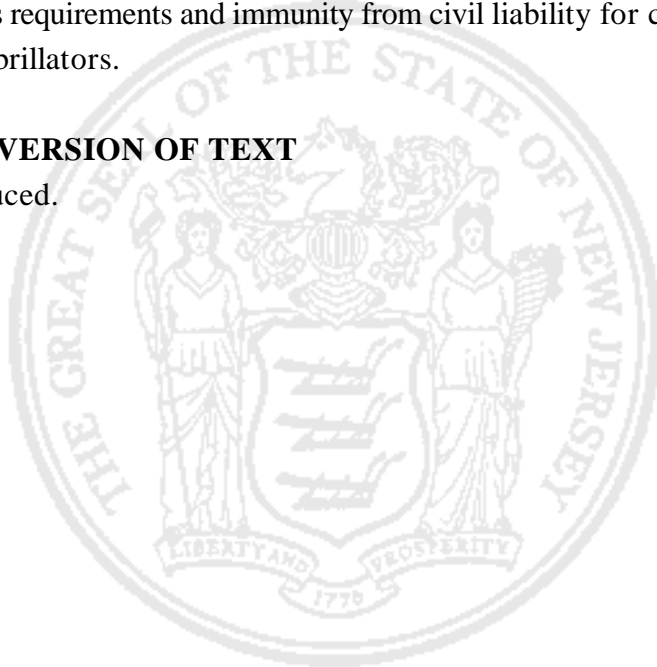 s requirements and immunity from civil liability for c
brillators.
VERSION OF TEXT
uced.
THE GREAT SEAL OF THE STATE OF NEW JERSEY
LIBERTY AND PROSPERITY
1776